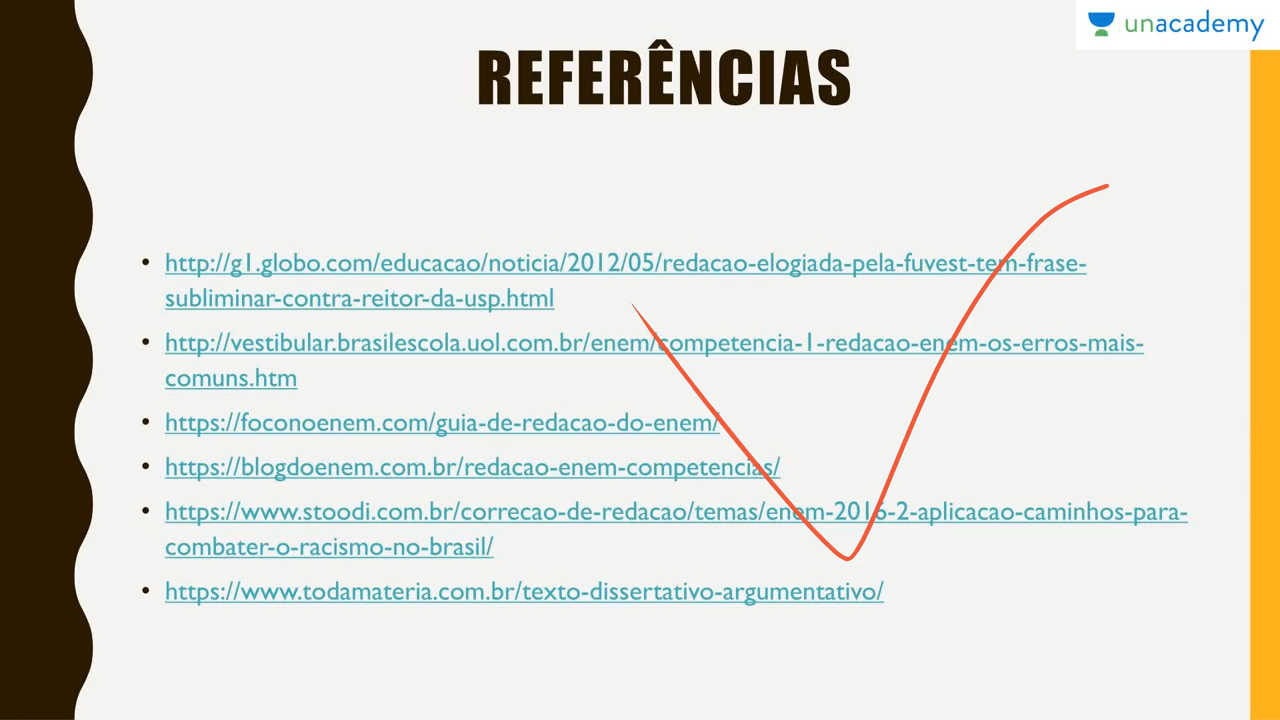 unacademy
REFERÊNCIAS
• http://g1.globo.com/educacao/noticia/2012/05/redacao-elogiada-pela-fuvest-tem-frase-
subliminar-contra-reitor-da-usp.html
• http://vestibular.brasilescola.uol.com.br/enem/competencia-1-redacao-enem-os-erros-mais-
comuns.htm
• https://foconoenem.com/guia-de-redacao-do-enem/
• https://blogdoenem.com.br/redacao-enem-competencias/
• https://www.stoodi.com.br/correcao-de-redacao/temas/enem-2016-2-aplicacao-caminhos-para-
combater-o-racismo-no-brasil/
• https://www.todamateria.com.br/texto-dissertativo-argumentativo/